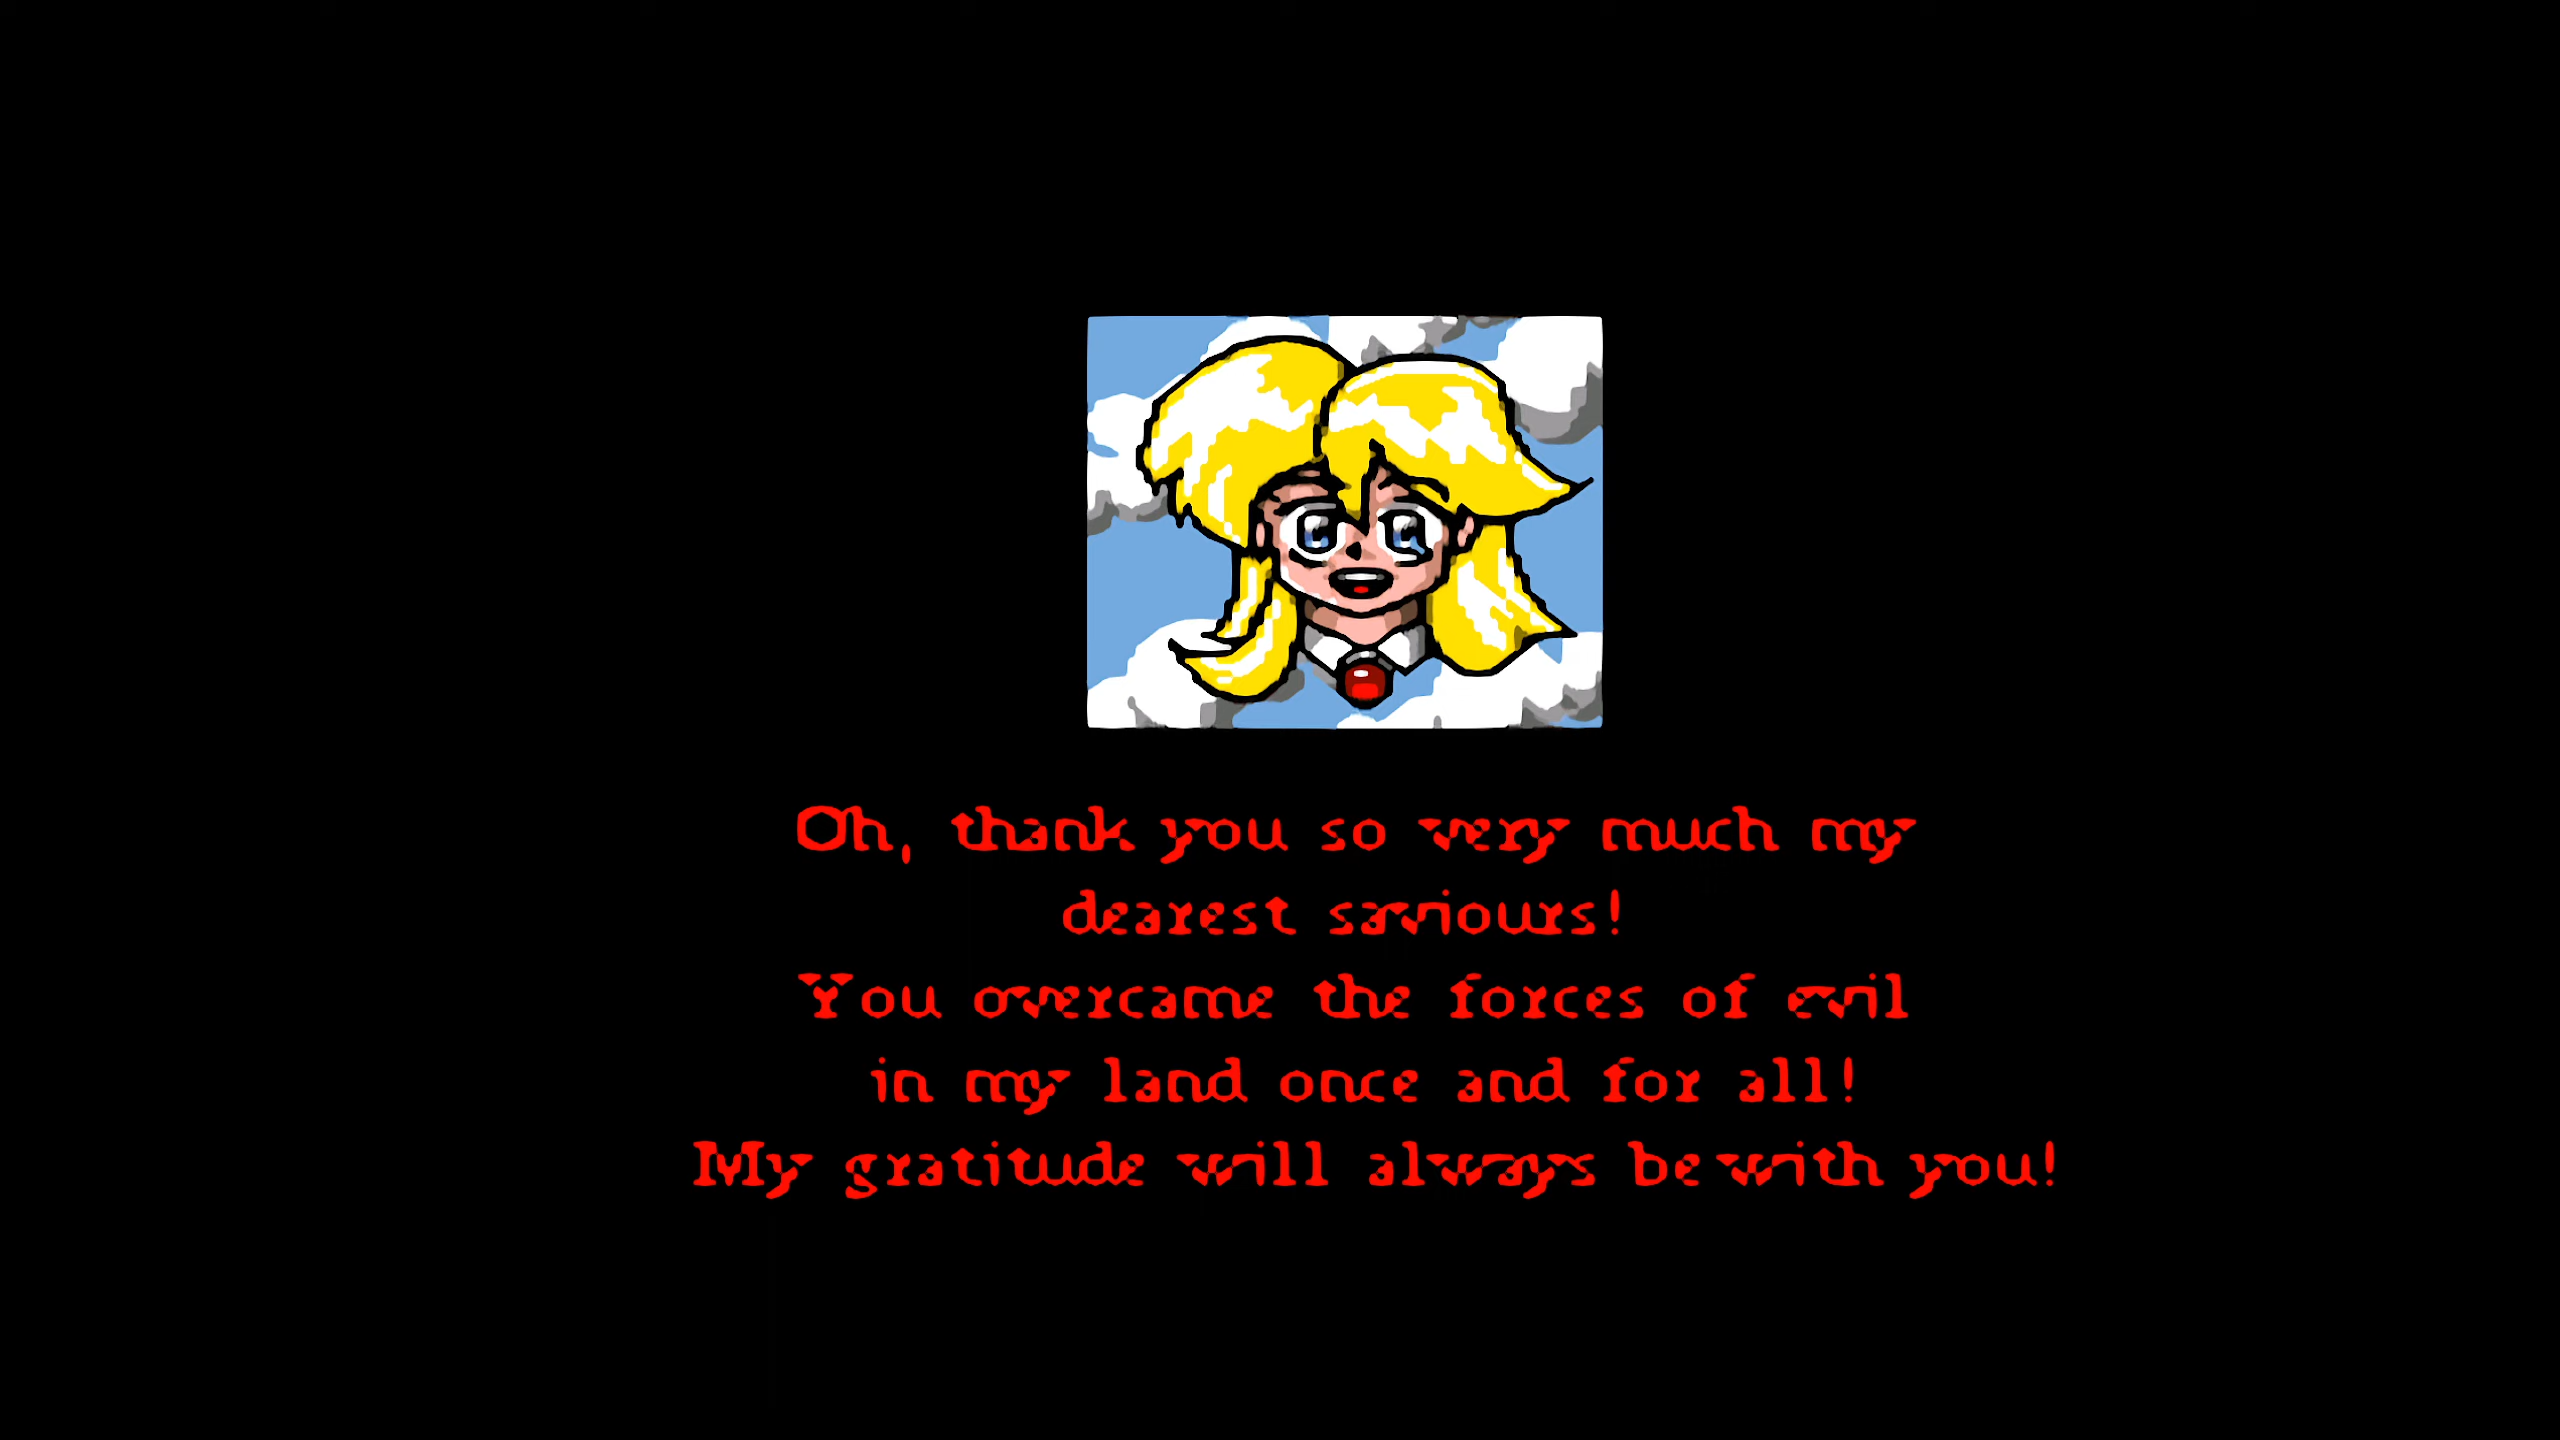 Oh, thank you so very much my
dearest saviours!
You overcame the forces of evil
in my land once and for all!
My gratitude will always be with you!